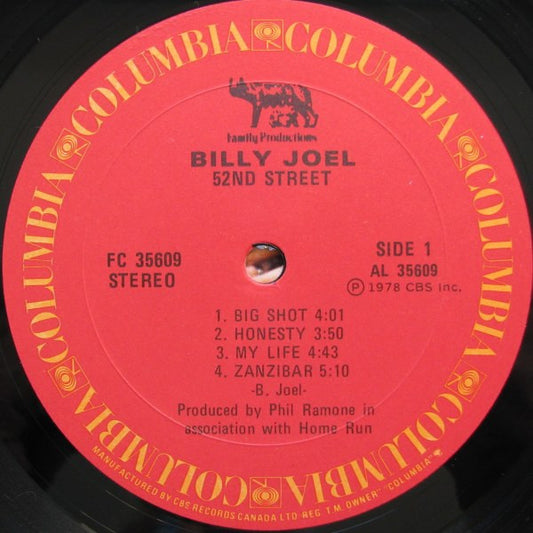 COLUMBIA COLUMBIA COLUMBIA COLUMBIA COLUMBIA COLUMBIA
Family Productions
BILLY JOEL
52ND STREET
FC 35609
STEREO
SIDE 1
AL 35609
Ⓟ 1978 CBS Inc.
1. BIG SHOT 4:01
2. HONESTY 3:50
3. MY LIFE 4:43
4. ZANZIBAR 5:10
-B. Joel-
Produced by Phil Ramone in
association with Home Run
MANUFACTURED BY CBS RECORDS CANADA LTD REG. T.M. OWNER "COLUMBIA"